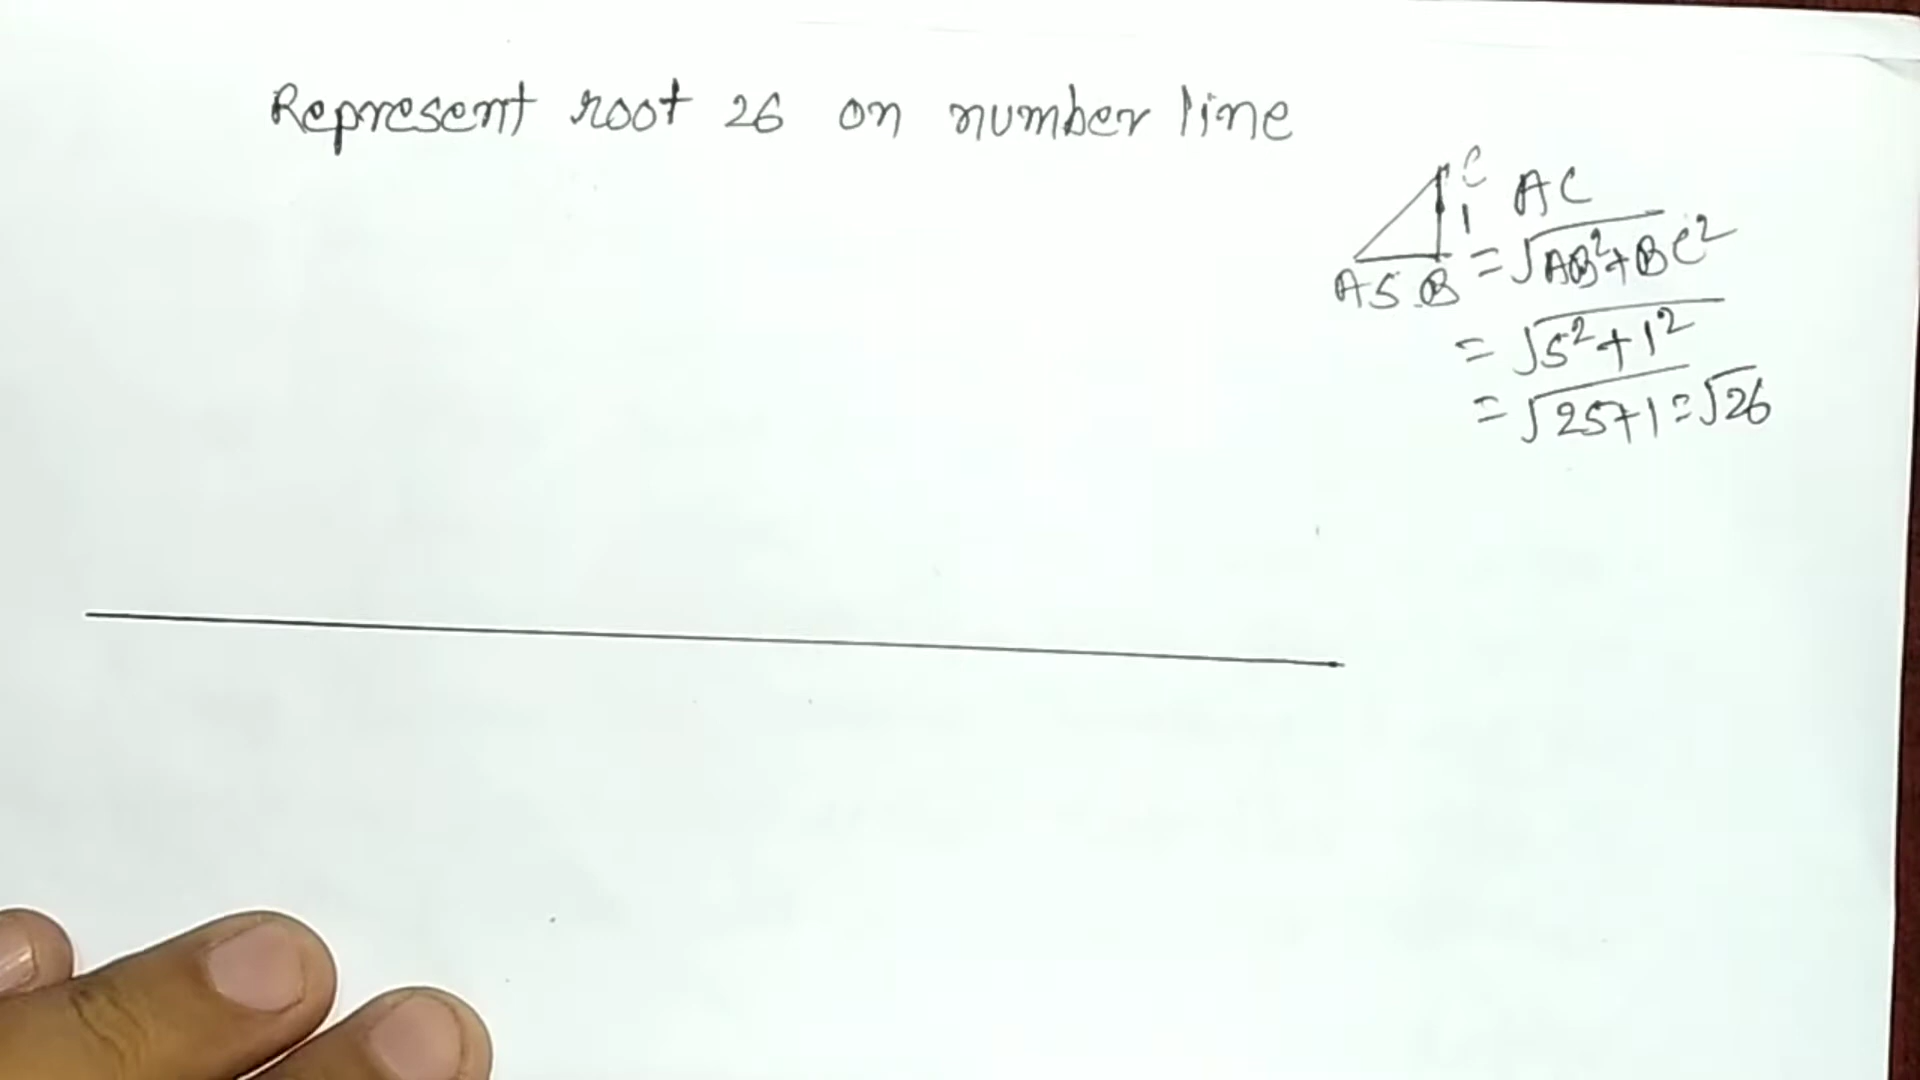 Represent root 26 on number line
C
1
A 5 B
AC
= √AB²+BC²
= √5²+1²
= √25+1 = √26